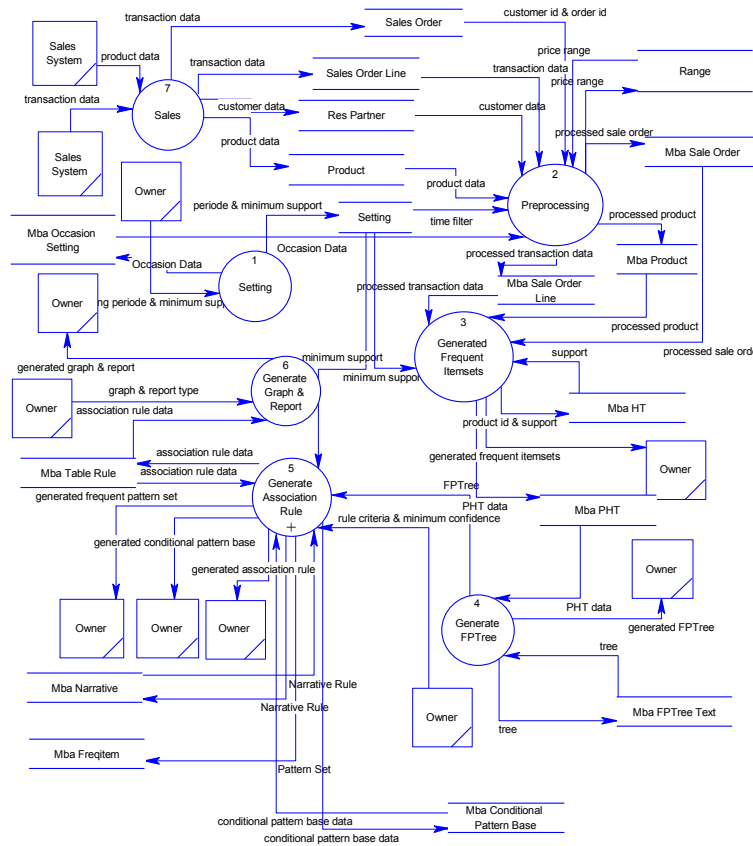 transaction data
Sales Order
customer id & order id
Sales
System
product data
transaction data
price range
Range
Sales Order Line
transaction data
price range
7
Sales
transaction data
customer data
Res Partner
customer data
processed sale order
Sales
System
product data
Mba Sale Order
Product
2
Preprocessing
product data
Owner
periode & minimum support
Setting
time filter
processed product
Mba Occasion
Setting
Occasion Data
processed transaction data
Mba Product
Occasion Data
1
Setting
Mba Sale Order
Line
Owner
ng periode & minimum supp
processed transaction data
3
Generated
Frequent
Itemsets
processed product
processed sale orde
minimum support
support
generated graph & report
6
Generate
Graph &
Report
minimum support
Owner
graph & report type
Mba HT
association rule data
product id & support
association rule data
generated frequent itemsets
Owner
Mba Table Rule
association rule data
5
Generate
Association
Rule
+
FPTree
generated frequent pattern set
PHT data
Mba PHT
rule criteria & minimum confidence
generated conditional pattern base
generated association rule
Owner
4
Generate
FPTree
PHT data
generated FPTree
Owner
Owner
Owner
tree
Narrative Rule
Mba Narrative
Narrative Rule
Owner
Mba FPTree Text
tree
Mba Freqitem
Pattern Set
conditional pattern base data
Mba Conditional
Pattern Base
conditional pattern base data